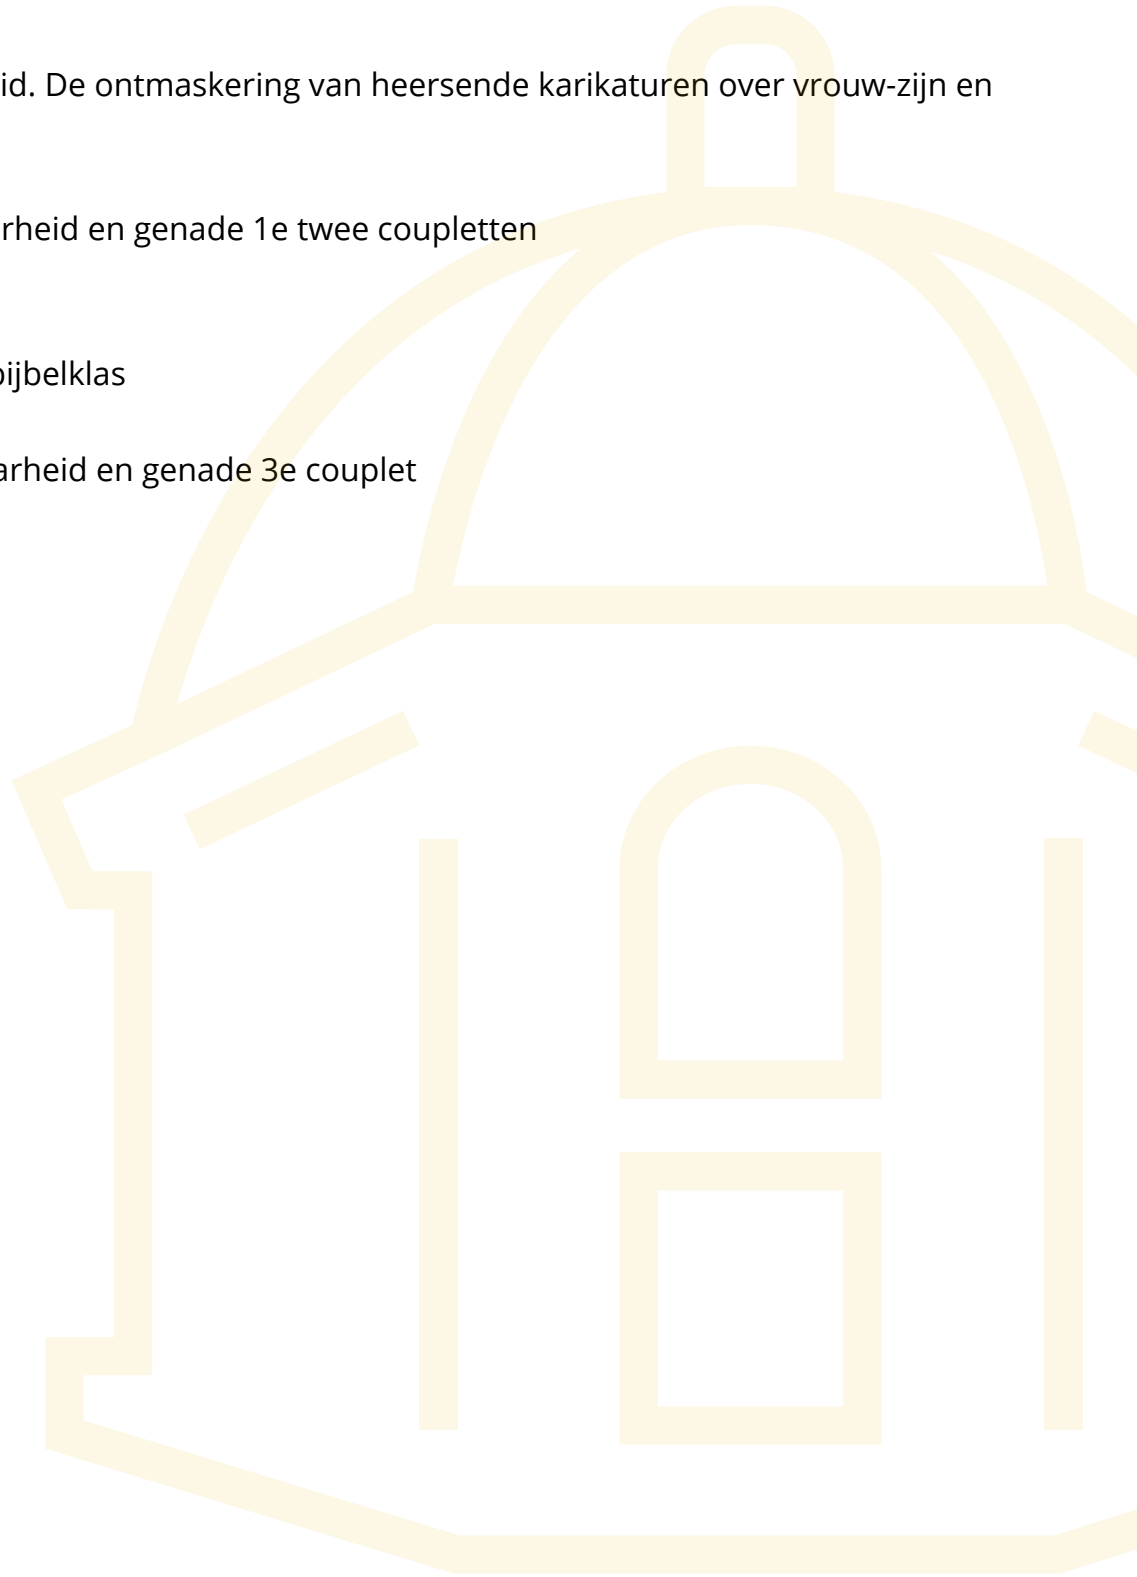 id. De ontmaskering van heersende karikaturen over vrouw-zijn en
rheid en genade 1e twee coupletten
bijbelklas
arheid en genade 3e couplet